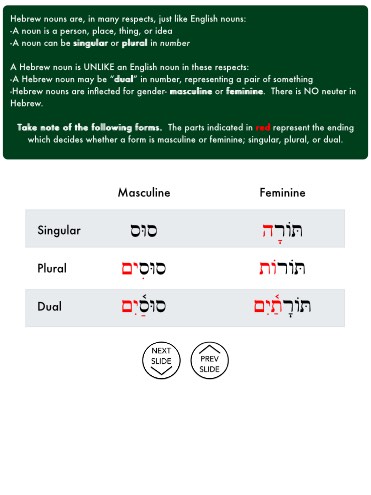 Hebrew nouns are, in many respects, just like English nouns:
-A noun is a person, place, thing, or idea
-A noun can be singular or plural in number
A Hebrew noun is UNLIKE an English noun in these respects:
-A Hebrew noun may be "dual" in number, representing a pair of something
-Hebrew nouns are inflected for gender- masculine or feminine. There is NO neuter in
Hebrew.
Take note of the following forms. The parts indicated in red represent the ending
which decides whether a form is masculine or feminine; singular, plural, or dual.
Masculine Feminine
Singular סוּס תּוֹרָה
Plural סוּסִים תּוֹרוֹת
Dual סוּסַ֫יִם תּוֹרָתַ֫יִם
NEXT
SLIDE
PREV
SLIDE